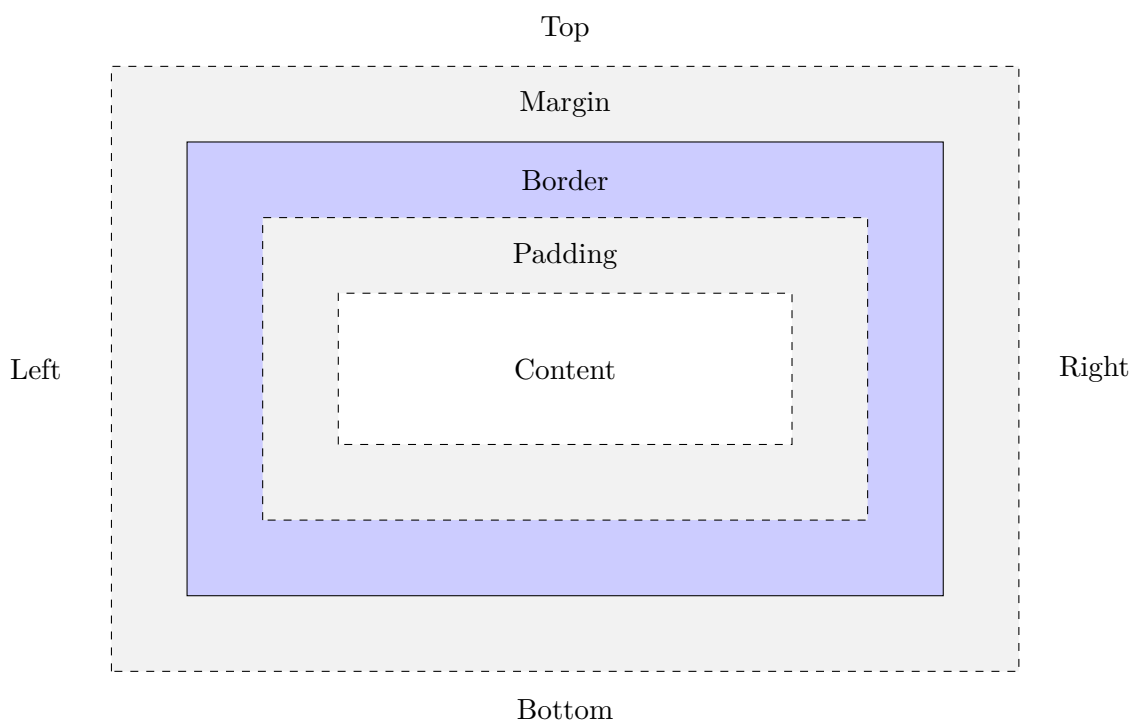 Top
Margin
Border
Padding
Left
Content
Right
Bottom